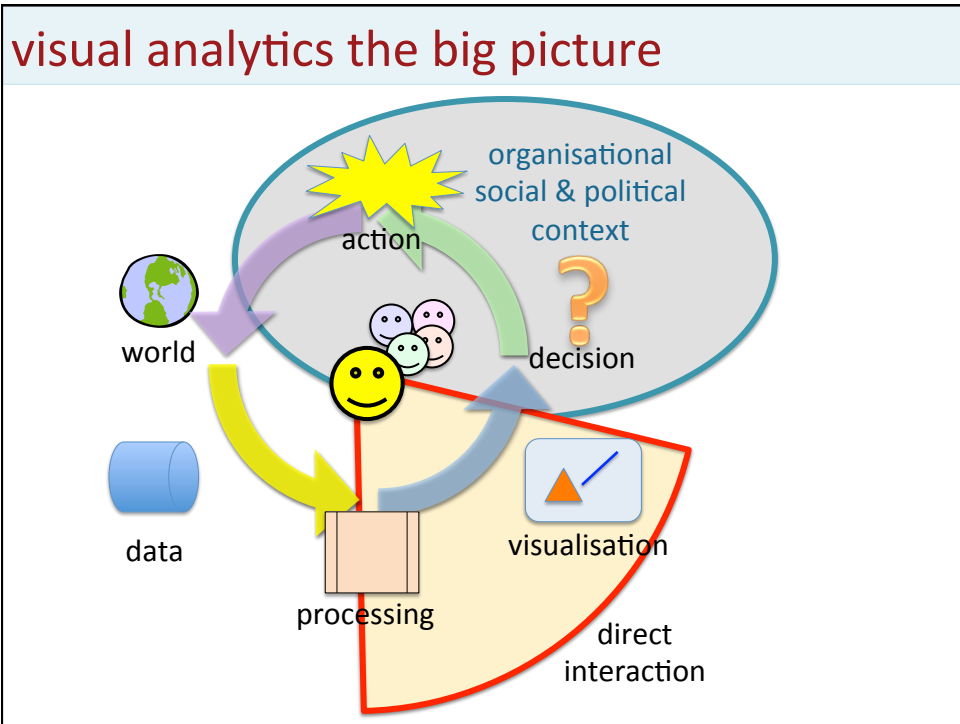 visual analytics the big picture
organisational
social & political
context
action
world
decision
data
visualisation
processing
direct
interaction